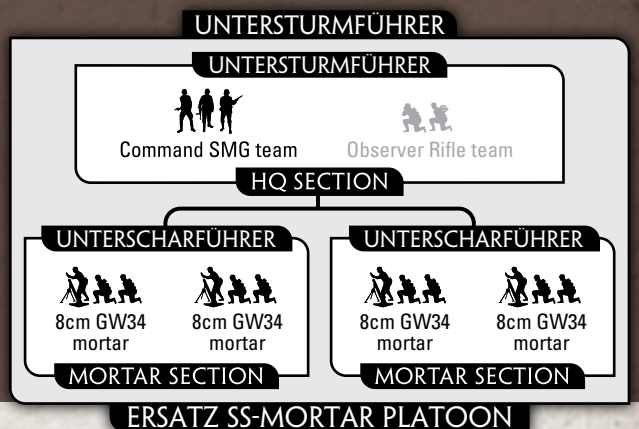 UNTERSTURMFÜHRER
UNTERSTURMFÜHRER
Command SMG team
Observer Rifle team
HQ SECTION
UNTERSCHARFÜHRER
UNTERSCHARFÜHRER
8cm GW34
mortar
8cm GW34
mortar
8cm GW34
mortar
8cm GW34
mortar
MORTAR SECTION
MORTAR SECTION
ERSATZ SS-MORTAR PLATOON